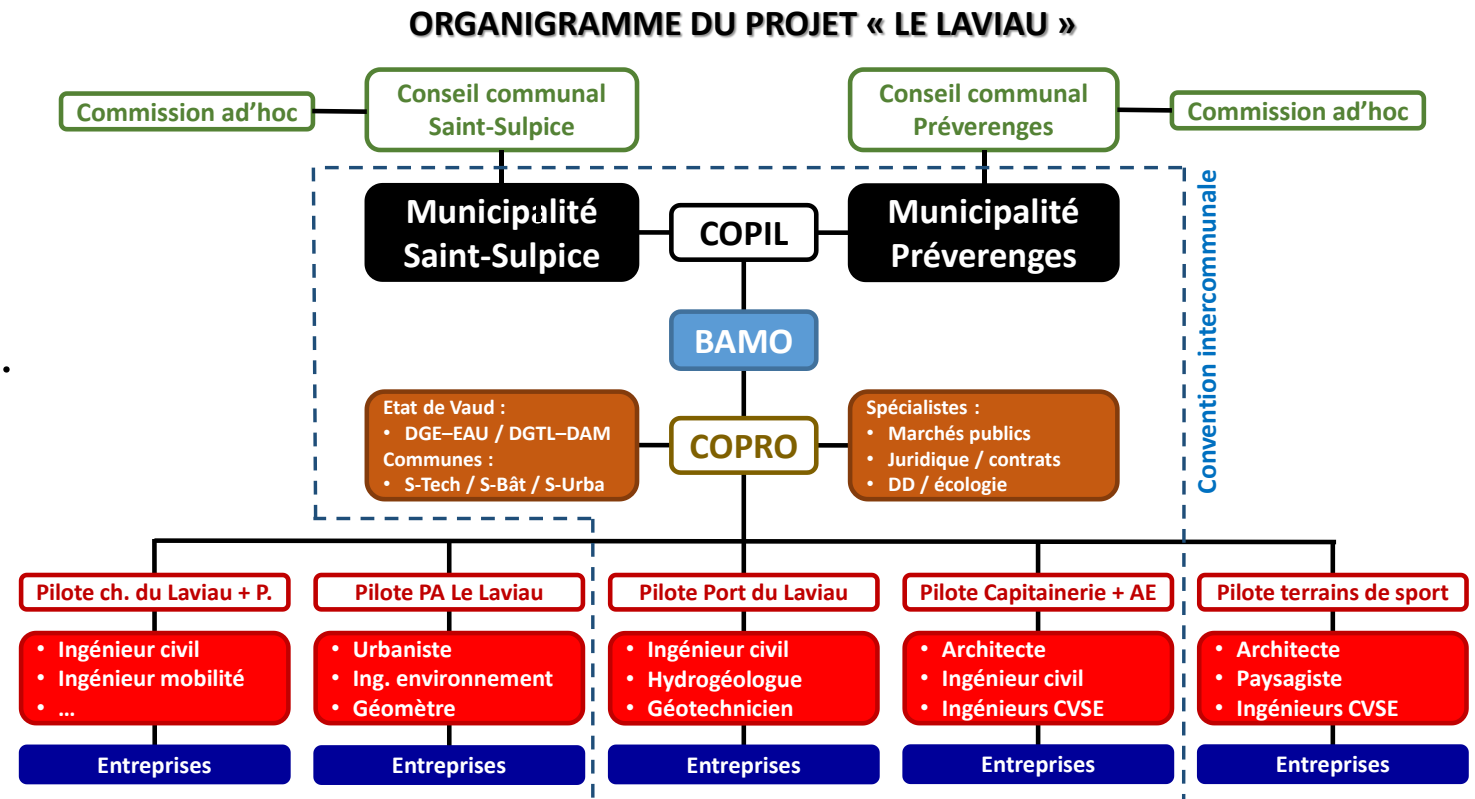 ORGANIGRAMME DU PROJET « LE LAVIAU »
Commission ad’hoc
Conseil communal
Saint-Sulpice
Conseil communal
Préverenges
Commission ad’hoc
Municipalité
Saint-Sulpice
COPIL
Municipalité
Préverenges
Convention intercommunale
BAMO
Etat de Vaud :
• DGE–EAU / DGTL–DAM
Communes :
• S-Tech / S-Bât / S-Urba
COPRO
Spécialistes :
• Marchés publics
• Juridique / contrats
• DD / écologie
Pilote ch. du Laviau + P.
• Ingénieur civil
• Ingénieur mobilité
• …
Entreprises
Pilote PA Le Laviau
• Urbaniste
• Ing. environnement
• Géomètre
Entreprises
Pilote Port du Laviau
• Ingénieur civil
• Hydrogéologue
• Géotechnicien
Entreprises
Pilote Capitainerie + AE
• Architecte
• Ingénieur civil
• Ingénieurs CVSE
Entreprises
Pilote terrains de sport
• Architecte
• Paysagiste
• Ingénieurs CVSE
Entreprises